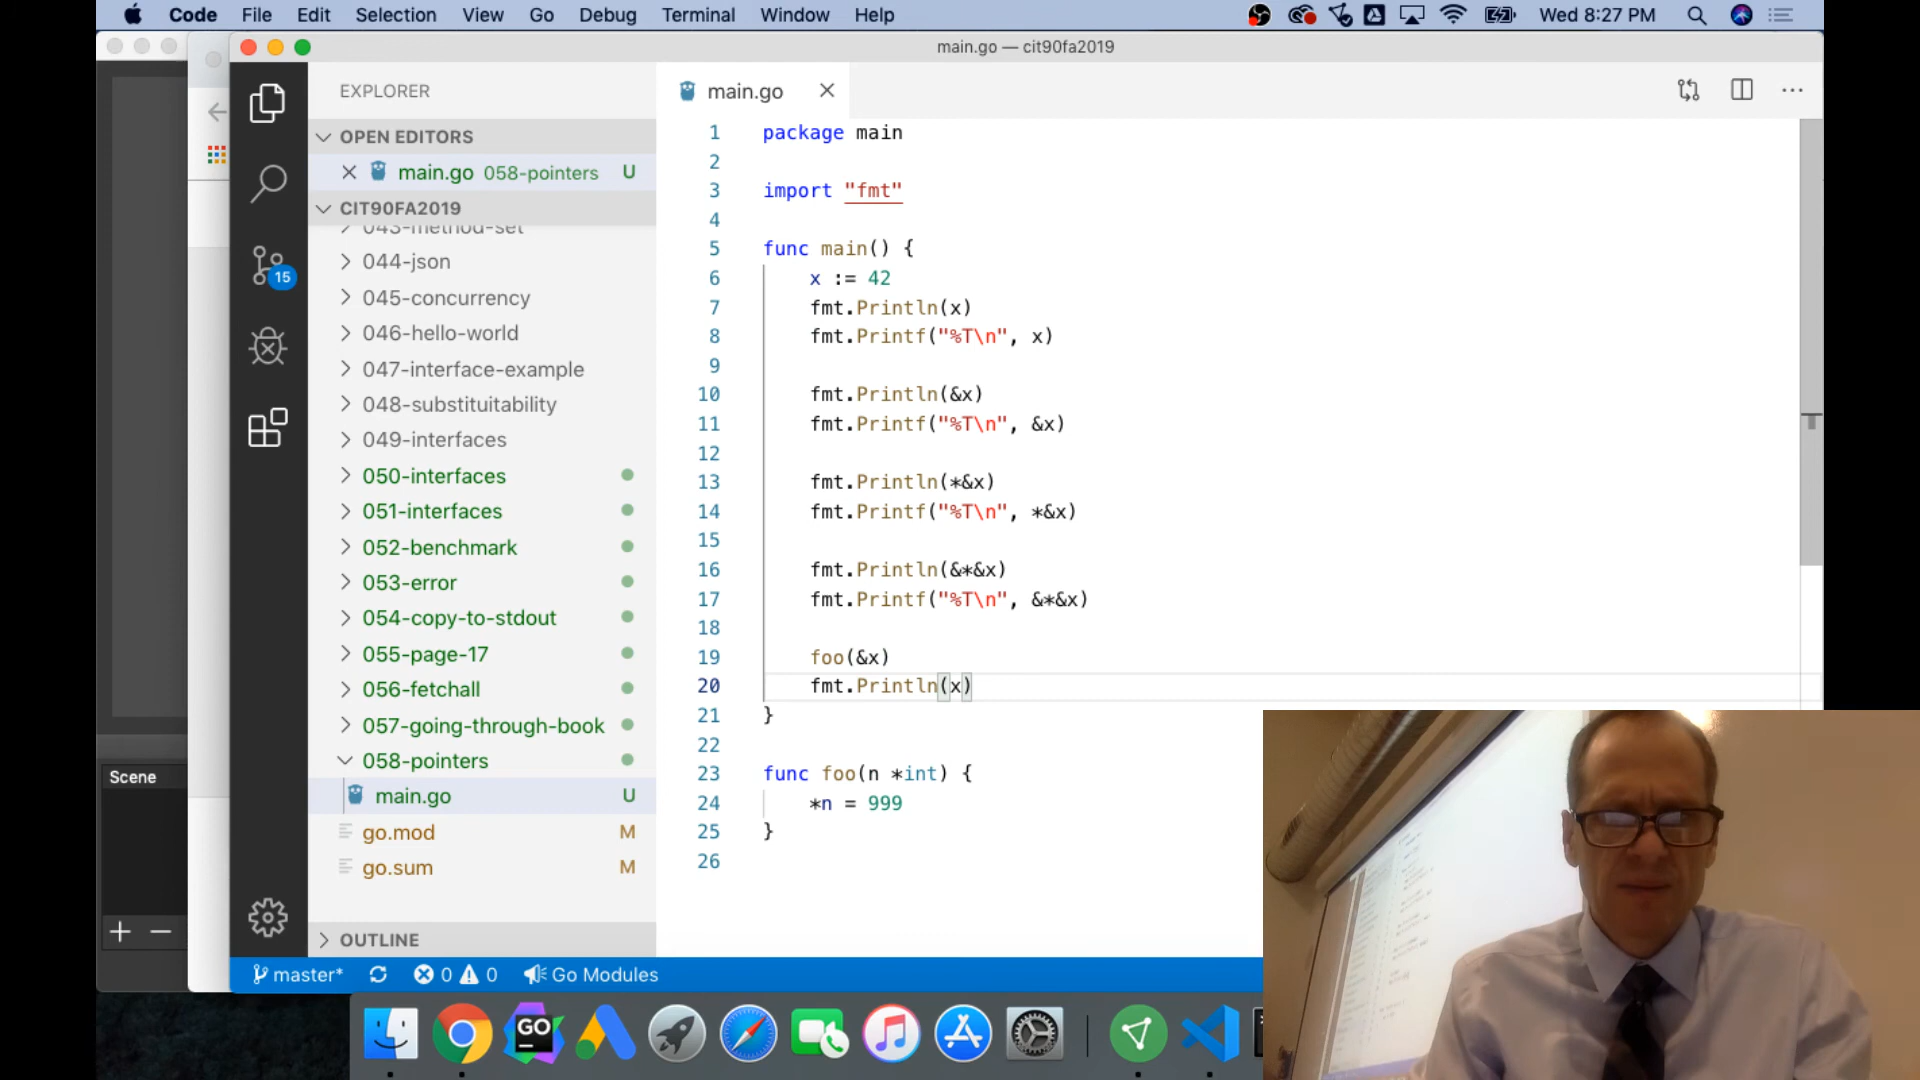 Code File Edit Selection View Go Debug Terminal Window Help Wed 8:27 PM
main.go — cit90fa2019
EXPLORER
OPEN EDITORS
main.go 058-pointers U
CIT90FA2019
043-method-set
044-json
045-concurrency
046-hello-world
047-interface-example
048-substituitability
049-interfaces
050-interfaces
051-interfaces
052-benchmark
053-error
054-copy-to-stdout
055-page-17
056-fetchall
057-going-through-book
058-pointers
main.go U
go.mod M
go.sum M
OUTLINE
15
Scene
main.go
1 package main
2
3 import "fmt"
4
5 func main() {
6 x := 42
7 fmt.Println(x)
8 fmt.Printf("%T\n", x)
9
10 fmt.Println(&x)
11 fmt.Printf("%T\n", &x)
12
13 fmt.Println(*&x)
14 fmt.Printf("%T\n", *&x)
15
16 fmt.Println(&*&x)
17 fmt.Printf("%T\n", &*&x)
18
19 foo(&x)
20 fmt.Println(x)
21 }
22
23 func foo(n *int) {
24 *n = 999
25 }
26
master* 0 0 Go Modules
GO